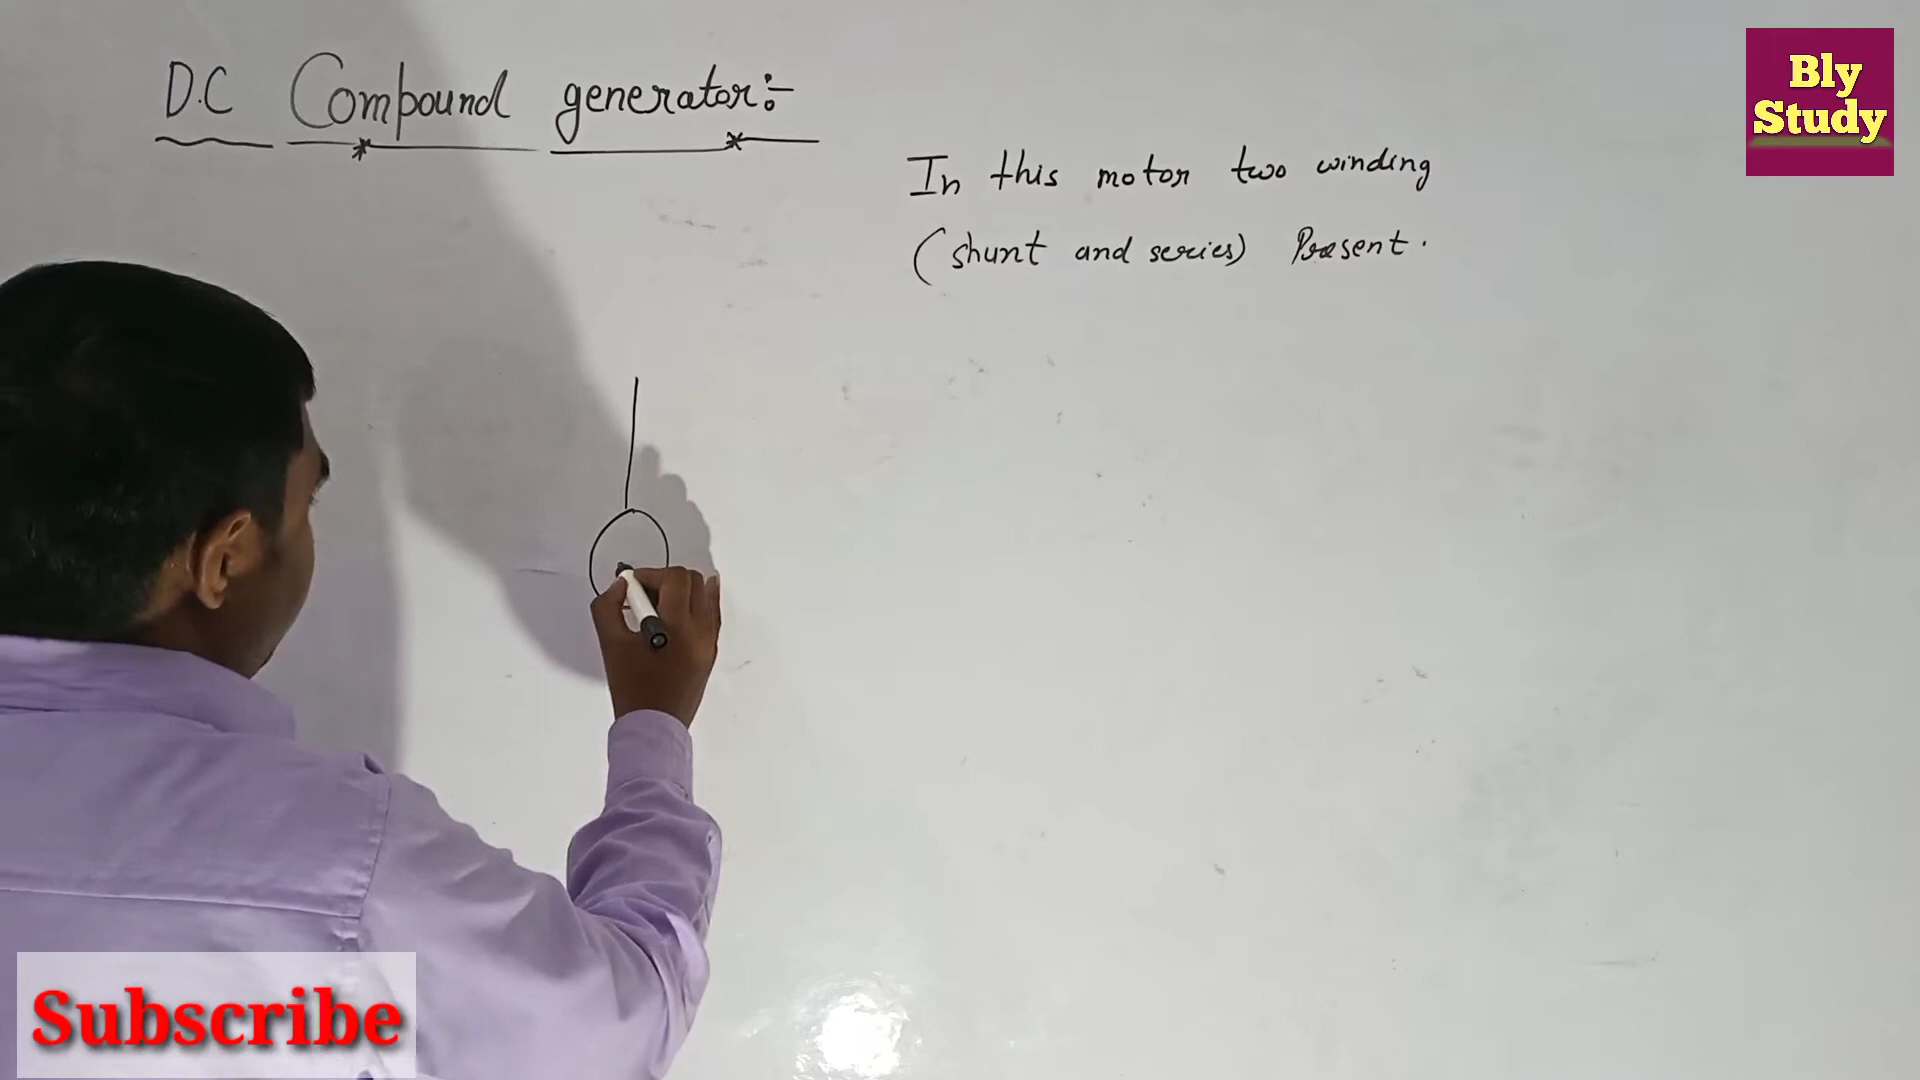 D.C Compound generator:-
In this motor two winding
(shunt and series) Present.
Bly
Study
Subscribe